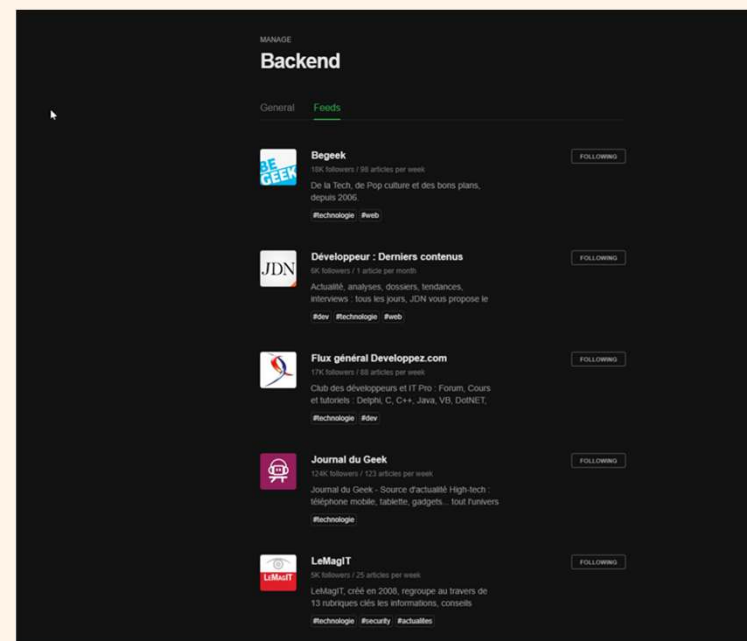 MANAGE
Backend
General Feeds
BE
GEEK
Begeek
18K followers / 98 articles per week
FOLLOWING
De la Tech, de Pop culture et des bons plans,
depuis 2006.
#technologie #web
JDN
Développeur : Derniers contenus
6K followers / 1 article per month
FOLLOWING
Actualité, analyses, dossiers, tendances,
interviews : tous les jours, JDN vous propose le
#dev #technologie #web
Flux général Developpez.com
17K followers / 88 articles per week
FOLLOWING
Club des développeurs et IT Pro : Forum, Cours
et tutoriels : Delphi, C, C++, Java, VB, DotNET,
#technologie #dev
Journal du Geek
124K followers / 123 articles per week
FOLLOWING
Journal du Geek - Source d'actualité High-tech :
téléphone mobile, tablette, gadgets... tout l'univers
#technologie
LEMAGIT
LeMagIT
5K followers / 25 articles per week
FOLLOWING
LeMagIT, créé en 2008, regroupe au travers de
13 rubriques clés les informations, conseils
#technologie #security #actualites